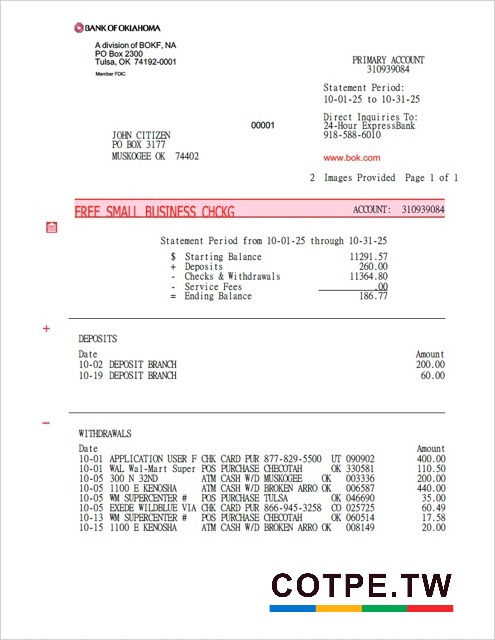 BANK OF OKLAHOMA
A division of BOKF, NA
PO Box 2300
Tulsa, OK 74192-0001
Member FDIC
PRIMARY ACCOUNT
310939084
Statement Period:
10-01-25 to 10-31-25
Direct Inquiries To:
24-Hour ExpressBank
918-588-6010
00001
JOHN CITIZEN
PO BOX 3177
MUSKOGEE OK 74402
www.bok.com
2 Images Provided Page 1 of 1
FREE SMALL BUSINESS CHCKG ACCOUNT: 310939084
Statement Period from 10-01-25 through 10-31-25
$ Starting Balance 11291.57
+ Deposits 260.00
- Checks & Withdrawals 11364.80
- Service Fees .00
= Ending Balance 186.77
+
DEPOSITS
Date Amount
10-02 DEPOSIT BRANCH 200.00
10-19 DEPOSIT BRANCH 60.00
-
WITHDRAWALS
Date Amount
10-01 APPLICATION USER F CHK CARD PUR 877-829-5500 UT 090902 400.00
10-01 WAL Wal-Mart Super POS PURCHASE CHECOTAH OK 330581 110.50
10-05 300 N 32ND ATM CASH W/D MUSKOGEE OK 003336 200.00
10-05 1100 E KENOSHA ATM CASH W/D BROKEN ARRO OK 006587 440.00
10-05 WM SUPERCENTER # POS PURCHASE TULSA OK 046690 35.00
10-05 EXEDE WILDBLUE VIA CHK CARD PUR 866-945-3258 CO 025725 60.49
10-13 WM SUPERCENTER # POS PURCHASE CHECOTAH OK 060514 17.58
10-15 1100 E KENOSHA ATM CASH W/D BROKEN ARRO OK 008149 20.00
COTPE.TW